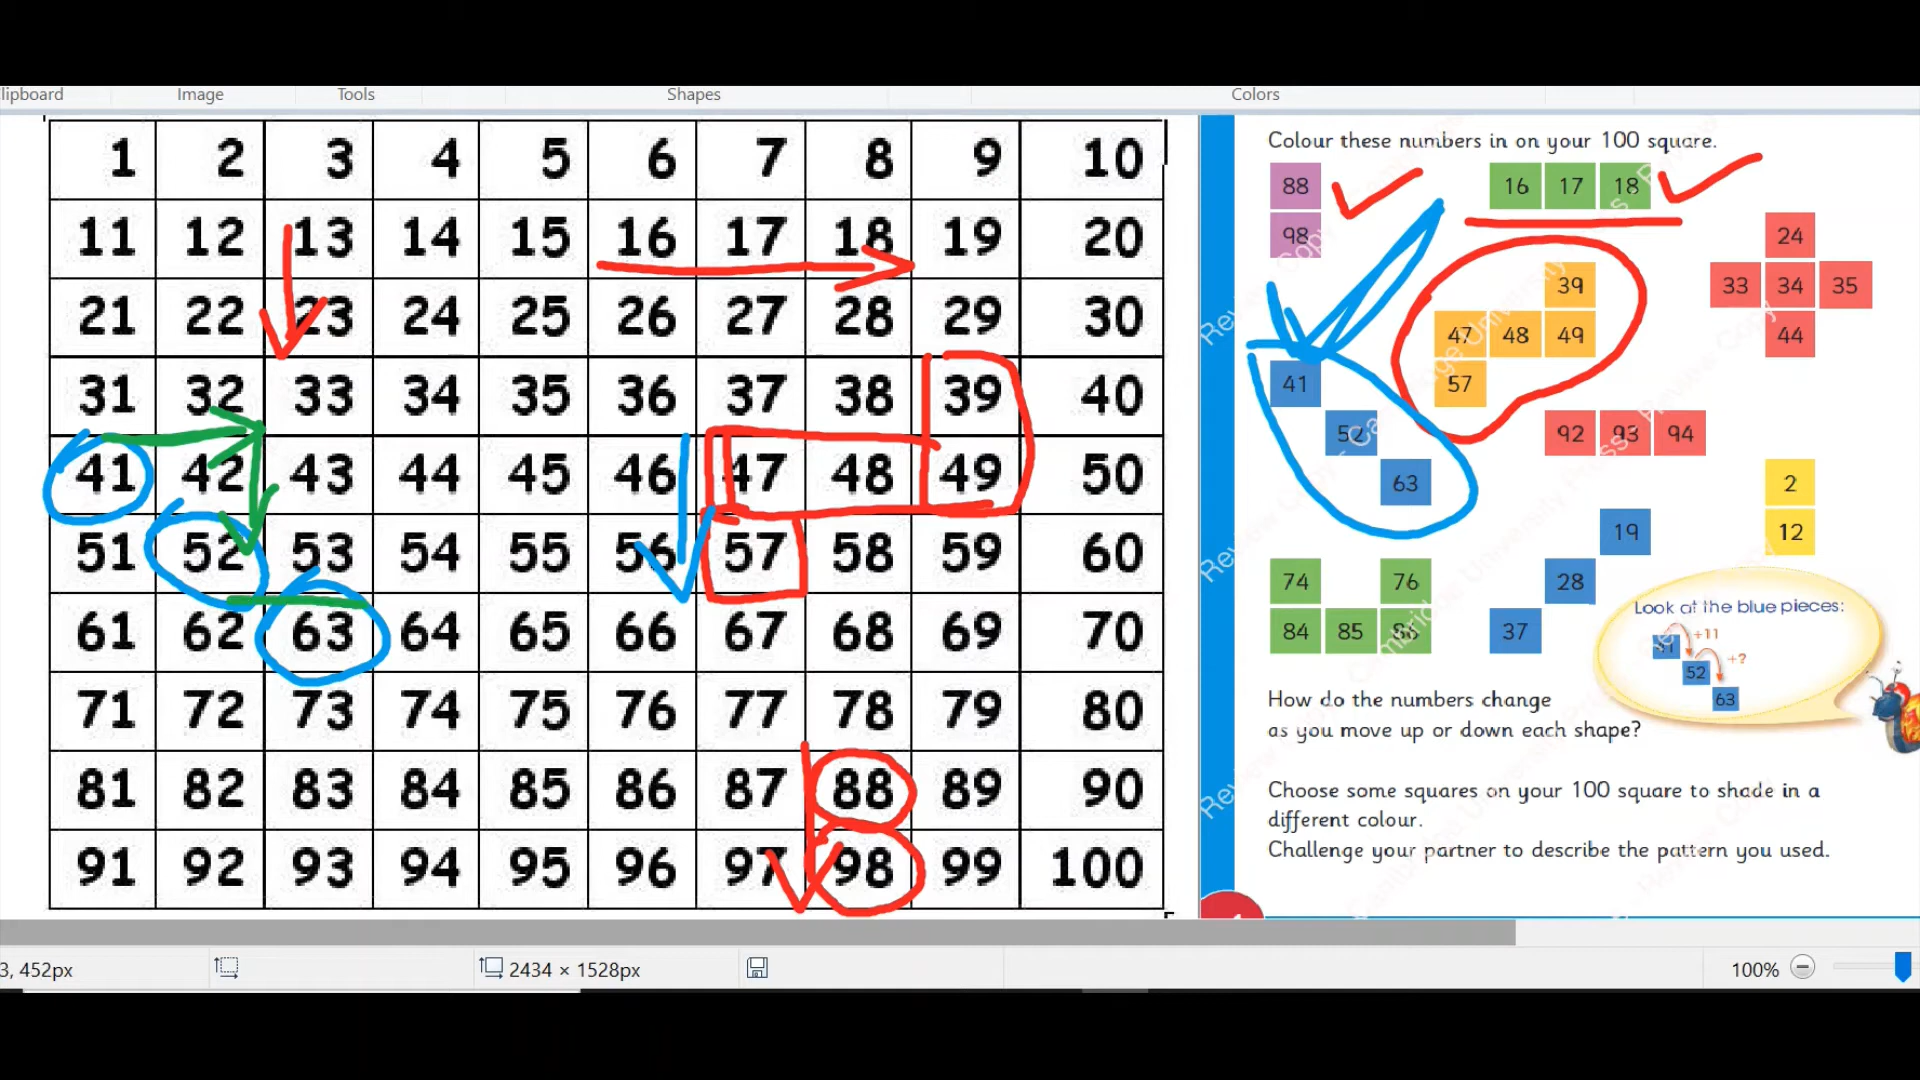 lipboard Image Tools Shapes Colors
1 2 3 4 5 6 7 8 9 10
11 12 13 14 15 16 17 18 19 20
21 22 23 24 25 26 27 28 29 30
31 32 33 34 35 36 37 38 39 40
41 42 43 44 45 46 47 48 49 50
51 52 53 54 55 56 57 58 59 60
61 62 63 64 65 66 67 68 69 70
71 72 73 74 75 76 77 78 79 80
81 82 83 84 85 86 87 88 89 90
91 92 93 94 95 96 97 98 99 100
Colour these numbers in on your 100 square.
88 16 17 18
98 24
39 33 34 35
47 48 49 44
41 57
52 92 93 94
63 2
19 12
74 76 28
84 85 86 37
Look at the blue pieces:
+11
41
+?
52
63
How do the numbers change
as you move up or down each shape?
Choose some squares on your 100 square to shade in a
different colour.
Challenge your partner to describe the pattern you used.
3, 452px 2434 × 1528px 100%